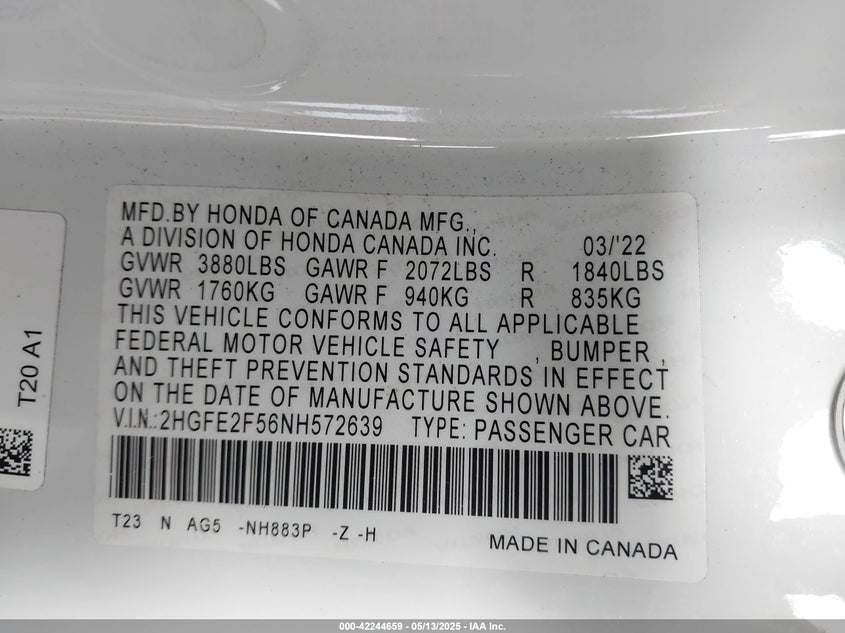 MFD.BY HONDA OF CANADA MFG.,
A DIVISION OF HONDA CANADA INC. 03/'22
GVWR 3880LBS GAWR F 2072LBS R 1840LBS
GVWR 1760KG GAWR F 940KG R 835KG
THIS VEHICLE CONFORMS TO ALL APPLICABLE
FEDERAL MOTOR VEHICLE SAFETY , BUMPER ,
AND THEFT PREVENTION STANDARDS IN EFFECT
ON THE DATE OF MANUFACTURE SHOWN ABOVE.
V.I.N.:2HGFE2F56NH572639 TYPE: PASSENGER CAR
T23 N AG5 -NH883P -Z -H
MADE IN CANADA
T20 A1
000-42244659 - 05/13/2025 - IAA Inc.